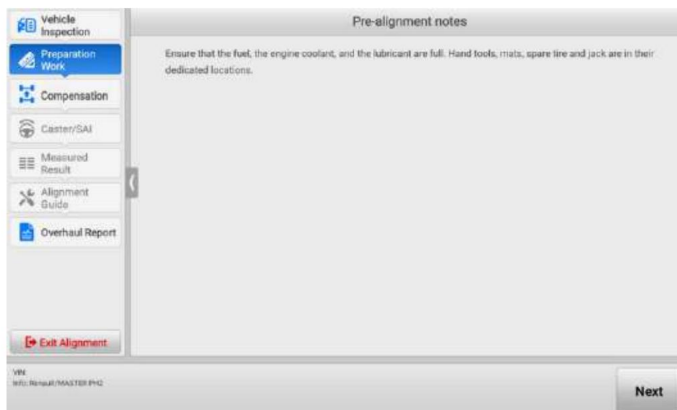 Vehicle
Inspection
Pre-alignment notes
Preparation
Work
Ensure that the fuel, the engine coolant, and the lubricant are full. Hand tools, mats, spare tire and jack are in their
dedicated locations.
Compensation
Caster/SAI
Measured
Result
Alignment
Guide
Overhaul Report
Exit Alignment
VIN:
Info: Renault/MASTER PH2
Next